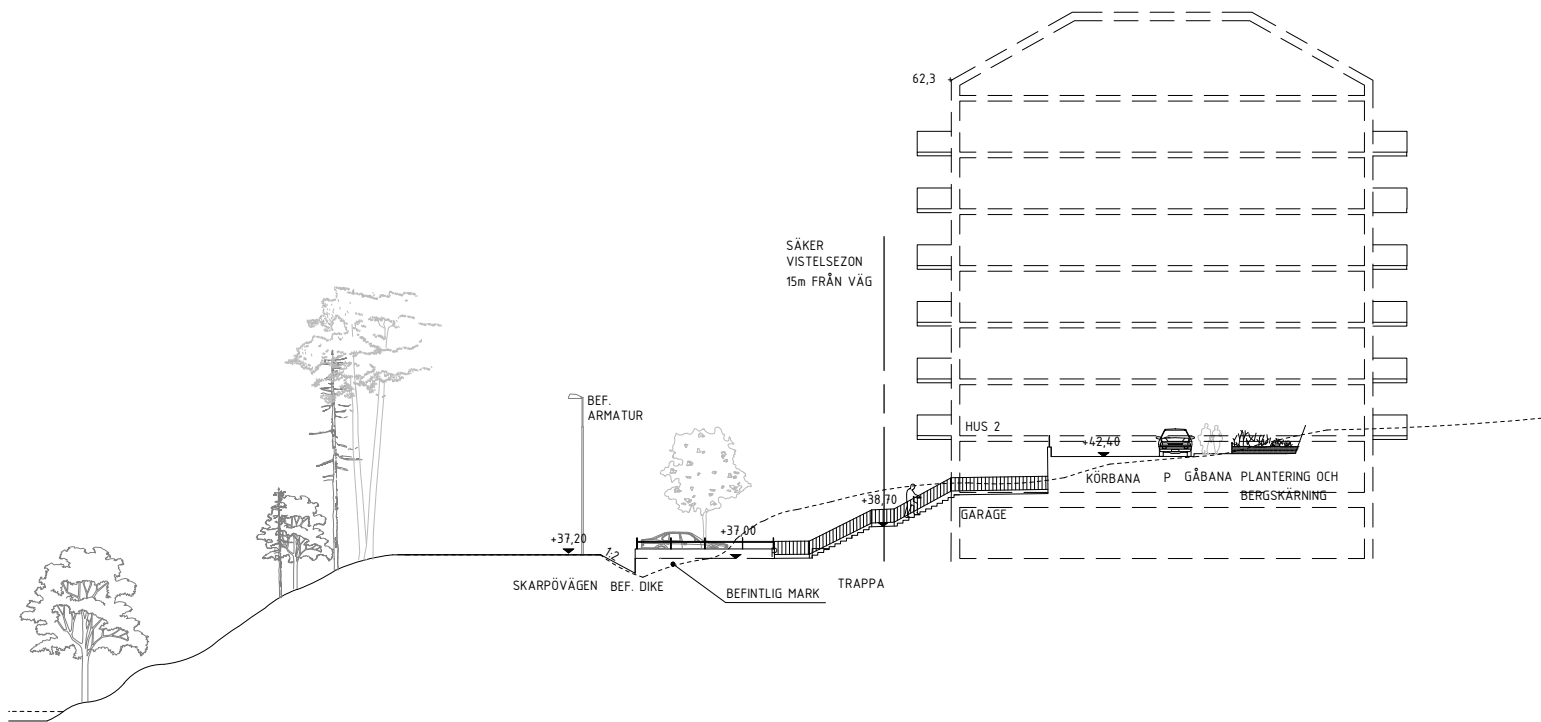 62,3
SÄKER
VISTELSEZON
15m FRÅN VÄG
BEF.
ARMATUR
HUS 2
+42,40
KÖRBANA P GÅBANA PLANTERING OCH
BERGSKÄRNING
+38,70
GARAGE
+37,20
+37,00
1:2
SKARPÖVÄGEN BEF. DIKE
TRAPPA
BEFINTLIG MARK